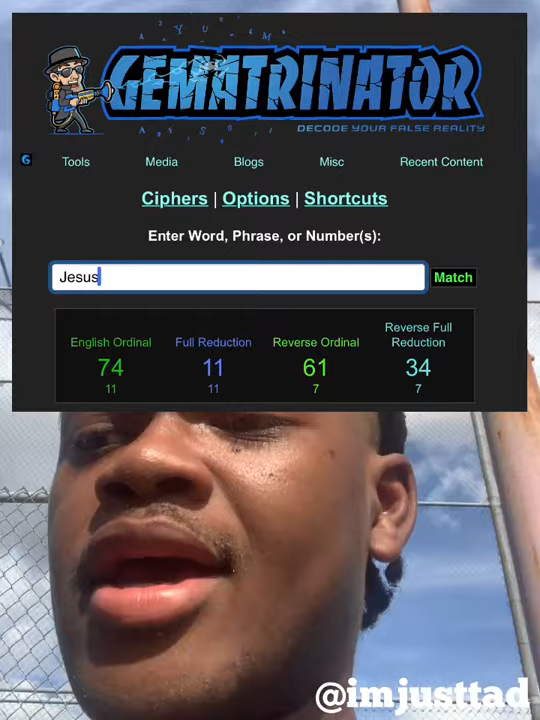 GEMATRINATOR
DECODE YOUR FALSE REALITY
Tools Media Blogs Misc Recent Content
Ciphers | Options | Shortcuts
Enter Word, Phrase, or Number(s):
Jesus Match
English Ordinal Full Reduction Reverse Ordinal Reverse Full Reduction
74 11 61 34
11 11 7 7
@imjusttad